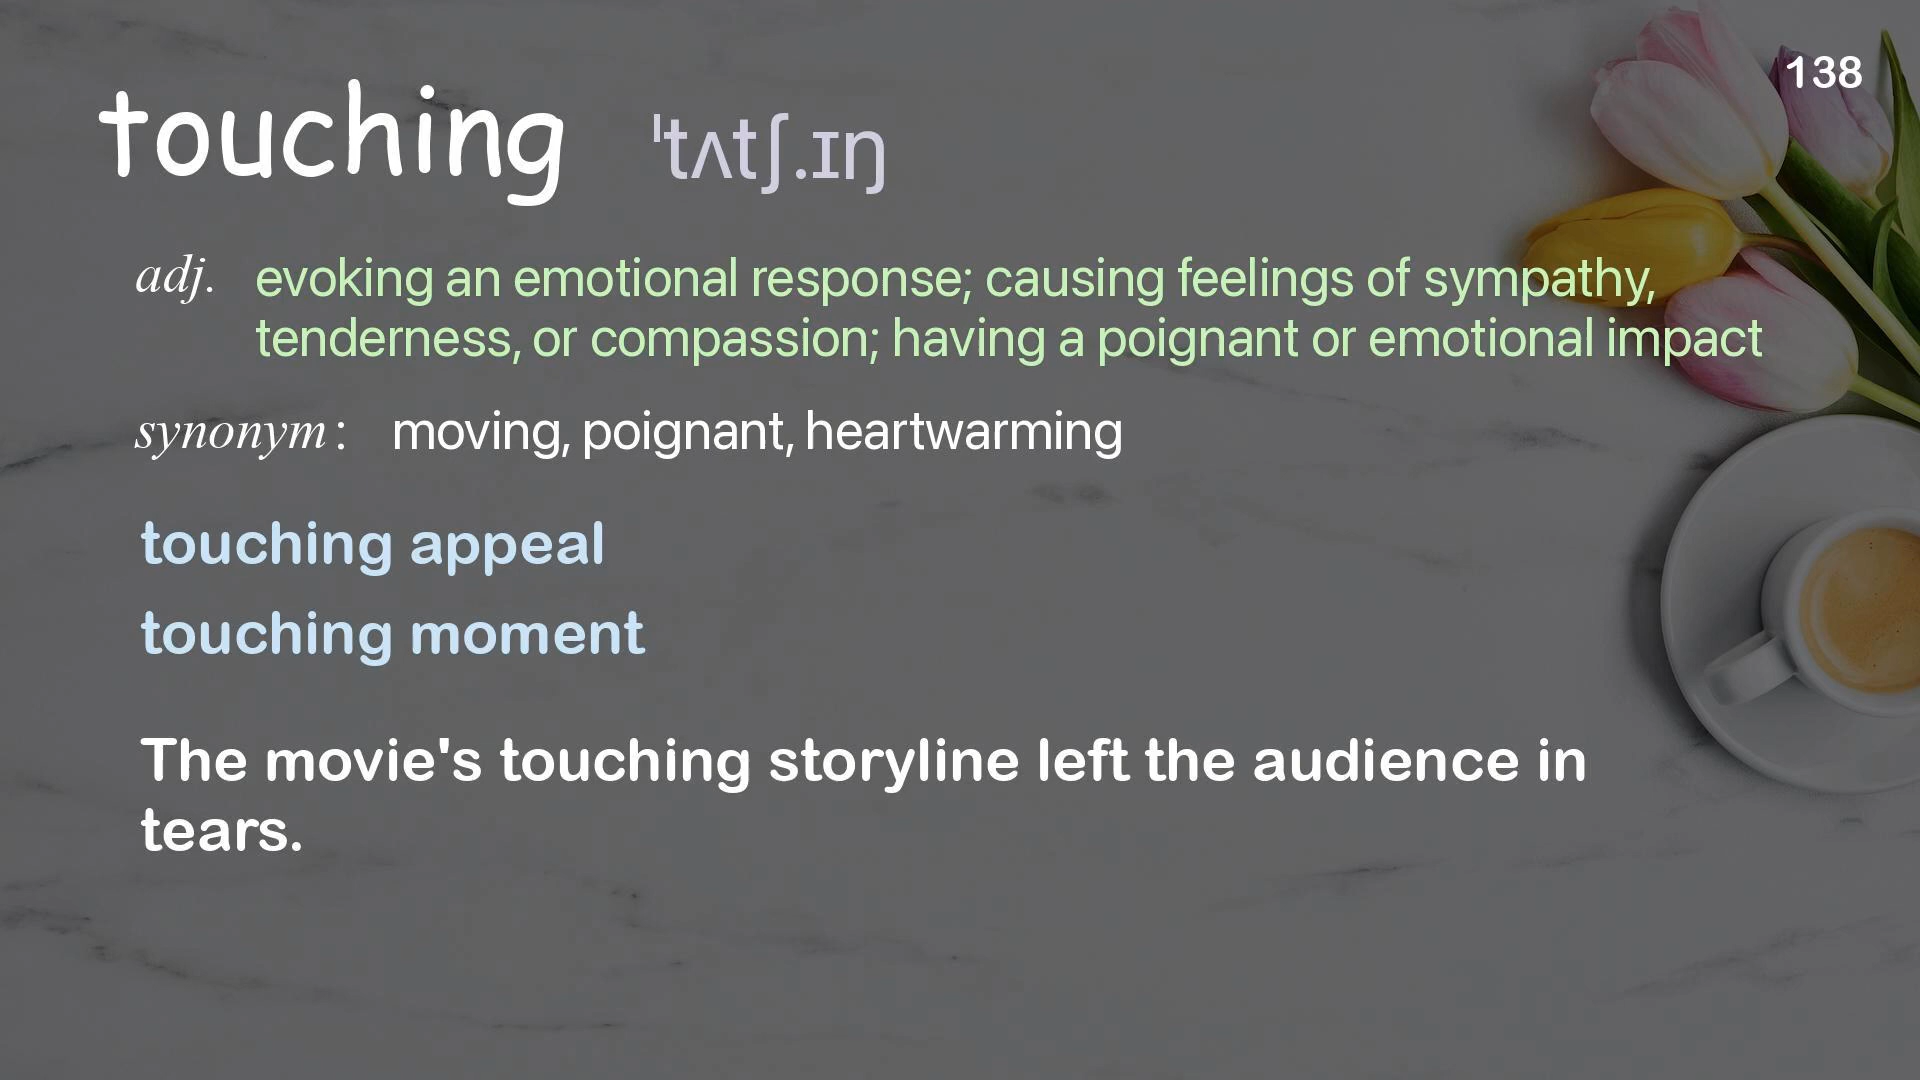 138
touching ˈtʌtʃ.ɪŋ
adj. evoking an emotional response; causing feelings of sympathy,
tenderness, or compassion; having a poignant or emotional impact
synonym: moving, poignant, heartwarming
touching appeal
touching moment
The movie's touching storyline left the audience in
tears.